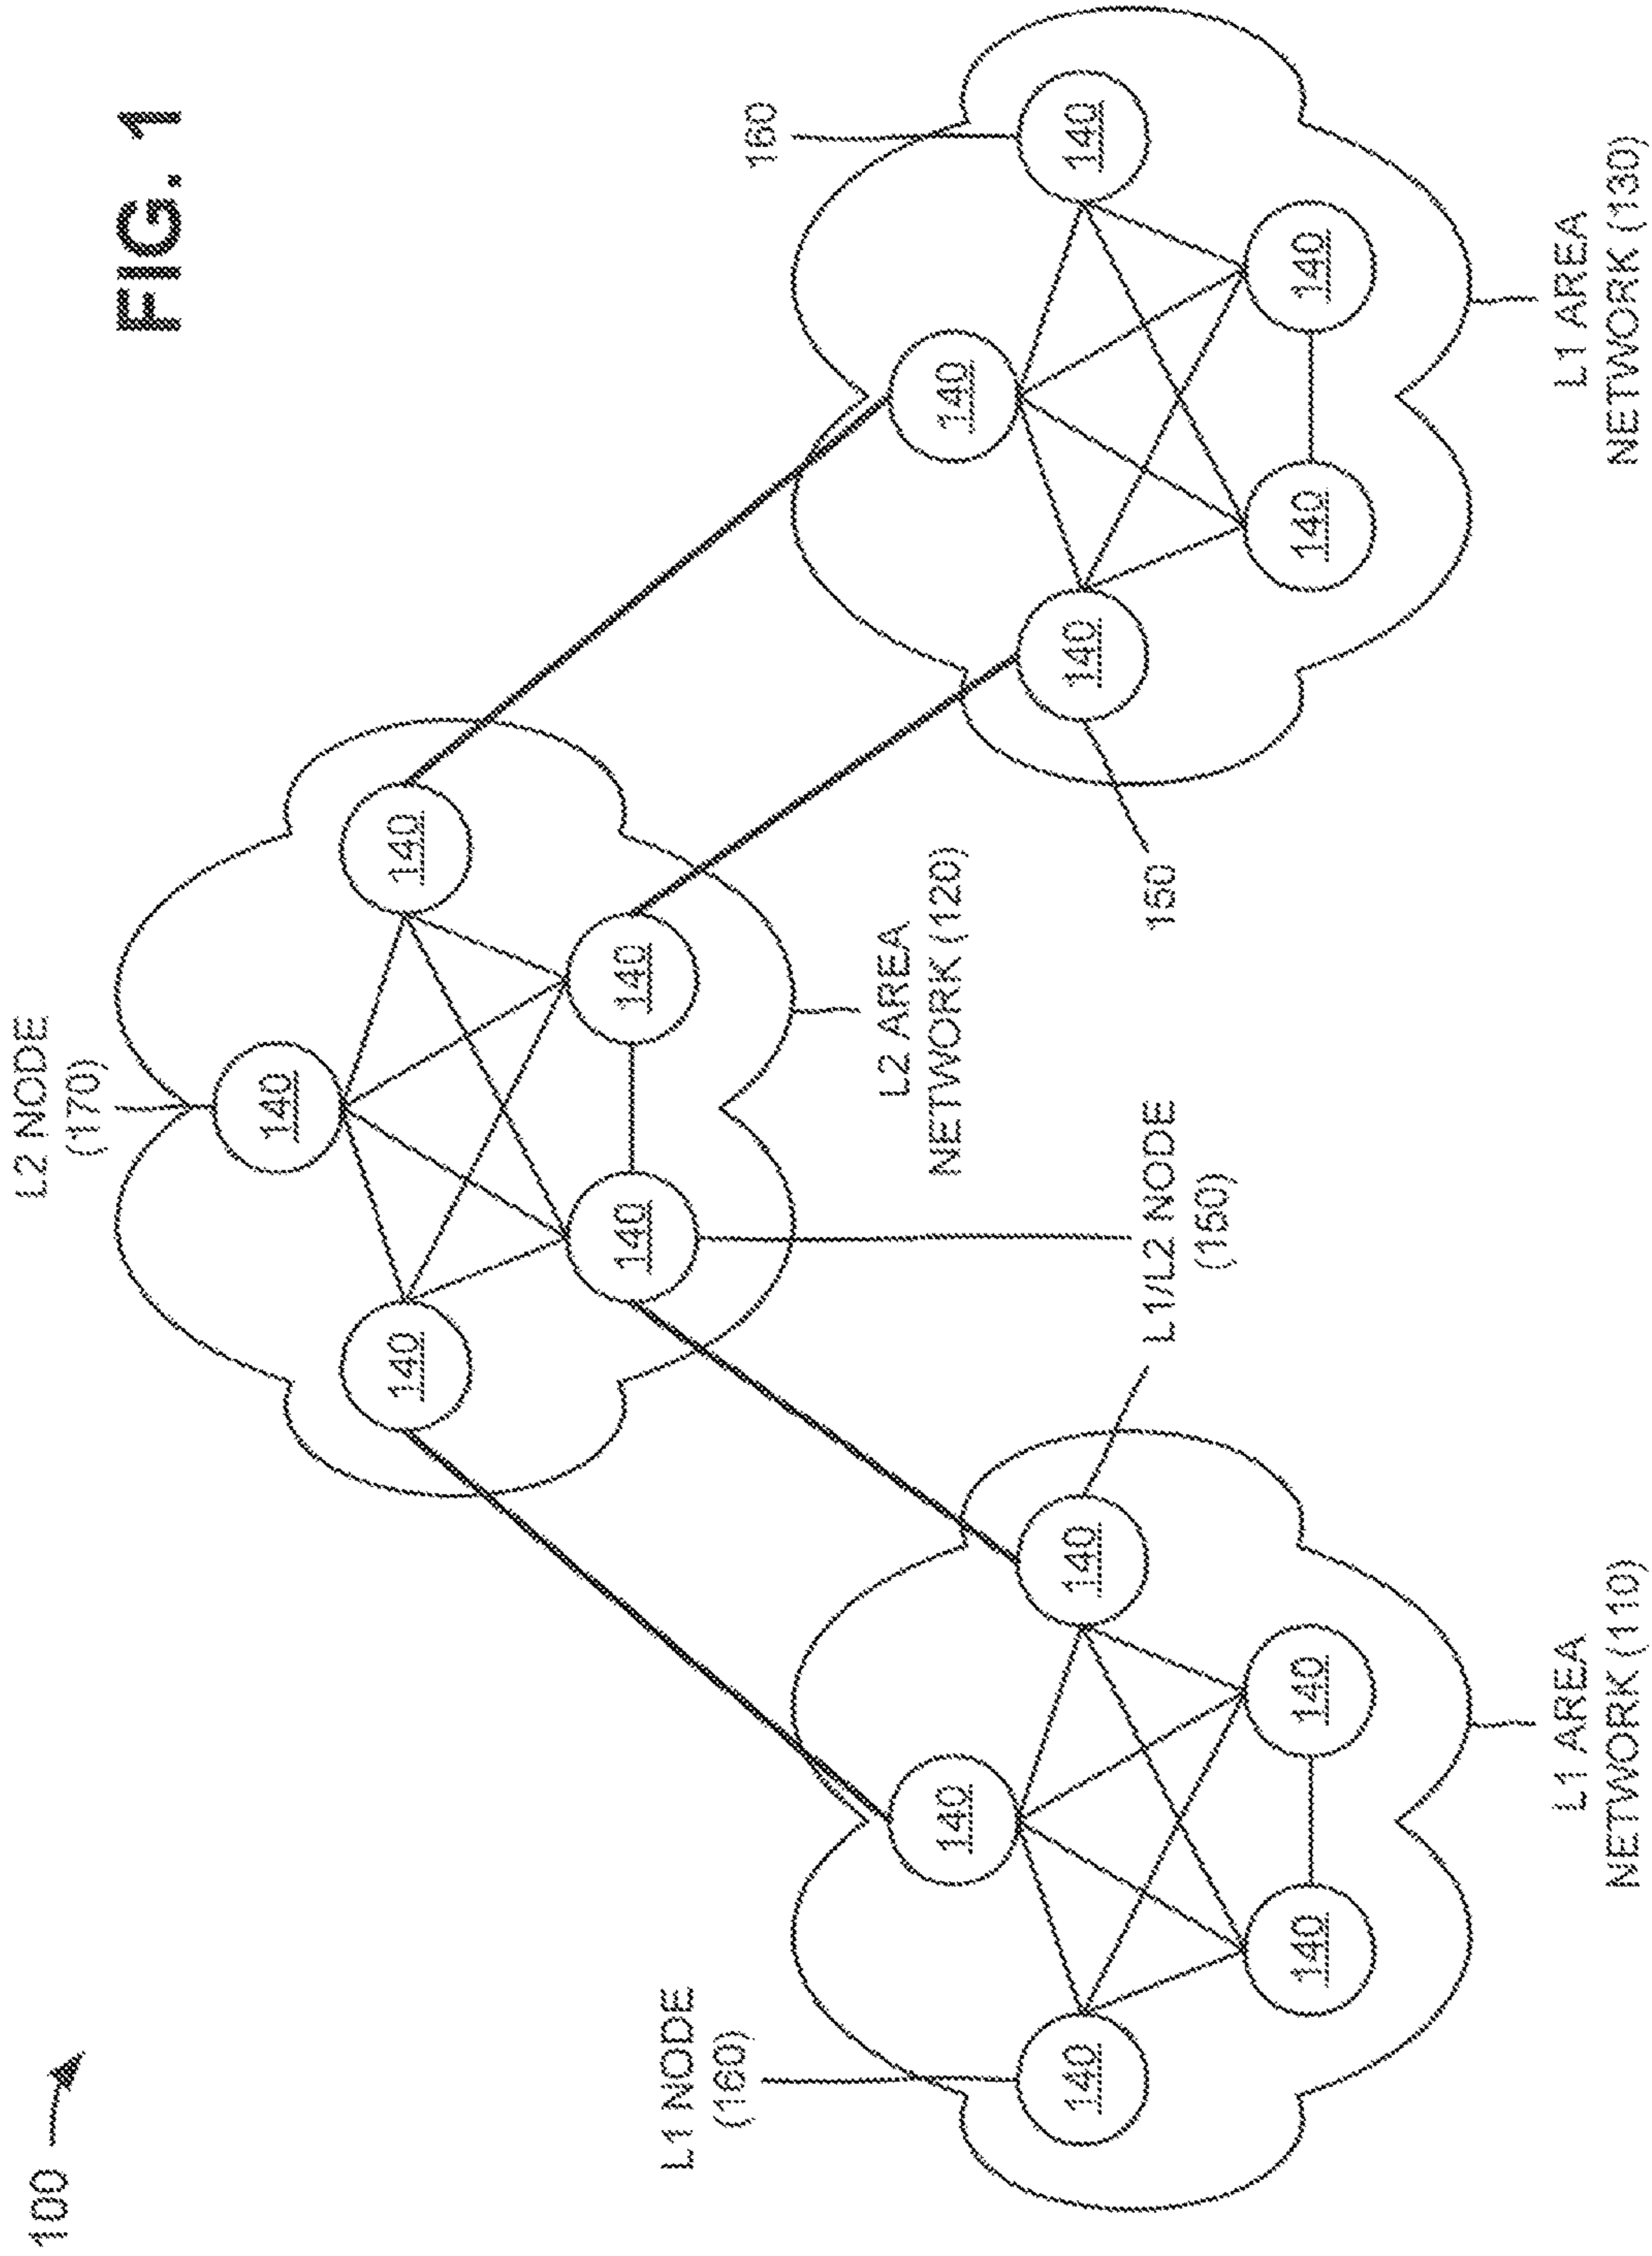 100
L2 NODE
(170)
FIG. 1
140
140
140
140
140
L1 NODE
(160)
160
L2 AREA
NETWORK (120)
140
140
140
140
140
140
L1/L2 NODE
(150)
150
140
140
140
140
L1 AREA
NETWORK (110)
L1 AREA
NETWORK (130)